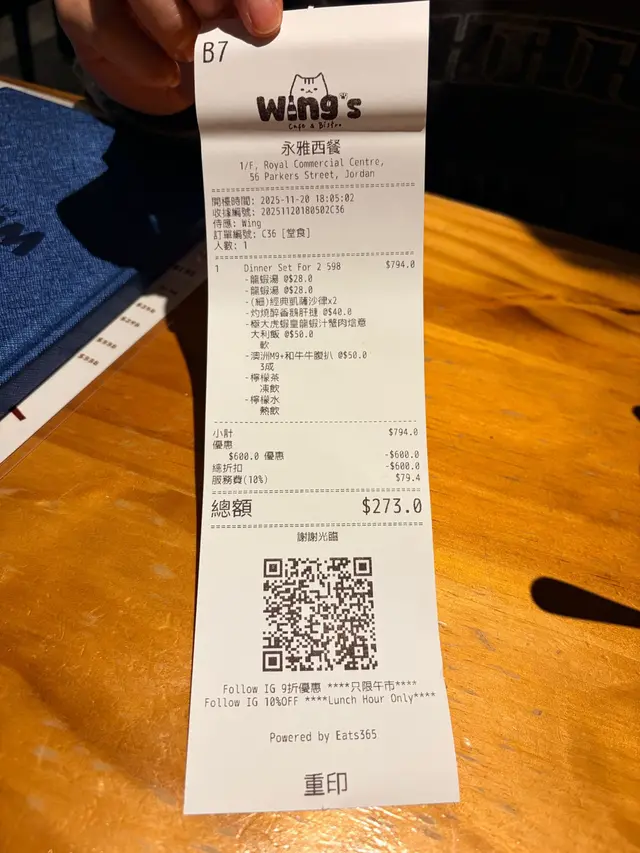 B7
Wing's
Cafe & Bistro
永雅西餐
1/F, Royal Commercial Centre,
56 Parkers Street, Jordan
開檯時間: 2025-11-20 18:05:02
收據編號: 20251120180502C36
侍應: Wing
訂單編號: C36 [堂食]
人數: 1
1 Dinner Set For 2 598 $794.0
-龍蝦湯 @$28.0
-龍蝦湯 @$28.0
-(細)經典凱薩沙律x2
-灼燒醉香鵝肝撻 @$40.0
-極大虎蝦皇龍蝦汁蟹肉燴意
大利飯 @$50.0
軟
-澳洲M9+和牛牛腹扒 @$50.0
3成
-檸檬茶
凍飲
-檸檬水
熱飲
小計 $794.0
優惠
$600.0 優惠 -$600.0
總折扣 -$600.0
服務費(10%) $79.4
總額 $273.0
謝謝光臨
Follow IG 9折優惠 ****只限午市****
Follow IG 10%OFF ****Lunch Hour Only****
Powered by Eats365
重印
$298
$338